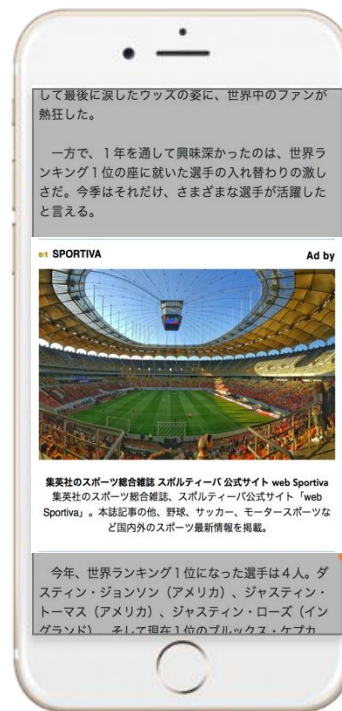 して最後に涙したウッズの姿に、世界中のファンが
熱狂した。
一方で、１年を通して興味深かったのは、世界ラ
ンキング１位の座に就いた選手の入れ替わりの激し
さだ。今季はそれだけ、さまざまな選手が活躍した
と言える。
SPORTIVA
Ad by
集英社のスポーツ総合雑誌 スポルティーバ 公式サイト web Sportiva
集英社のスポーツ総合雑誌、スポルティーバ公式サイト「web
Sportiva」。本誌記事の他、野球、サッカー、モータースポーツな
ど国内外のスポーツ最新情報を掲載。
今年、世界ランキング１位になった選手は４人。ダ
スティン・ジョンソン（アメリカ）、ジャスティン・
トーマス（アメリカ）、ジャスティン・ローズ（イン
グランド）、そして現在１位のブルックス・ケプカ